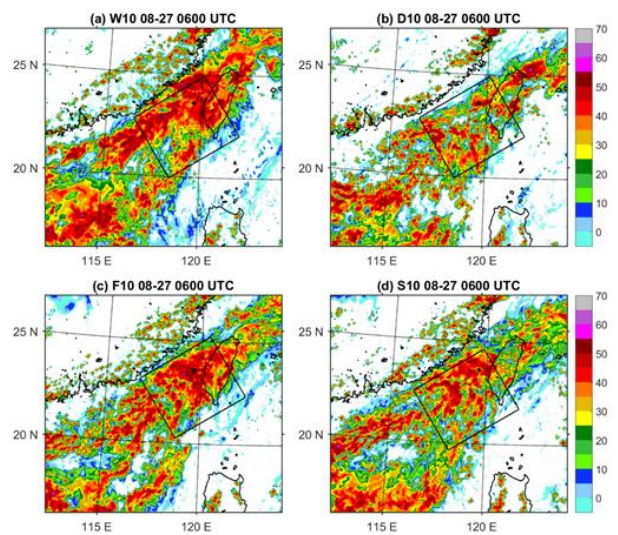 (a) W10 08-27 0600 UTC
(b) D10 08-27 0600 UTC
25 N
20 N
115 E
120 E
25 N
20 N
115 E
120 E
70
60
50
40
30
20
10
0
(c) F10 08-27 0600 UTC
(d) S10 08-27 0600 UTC
25 N
20 N
115 E
120 E
25 N
20 N
115 E
120 E
70
60
50
40
30
20
10
0